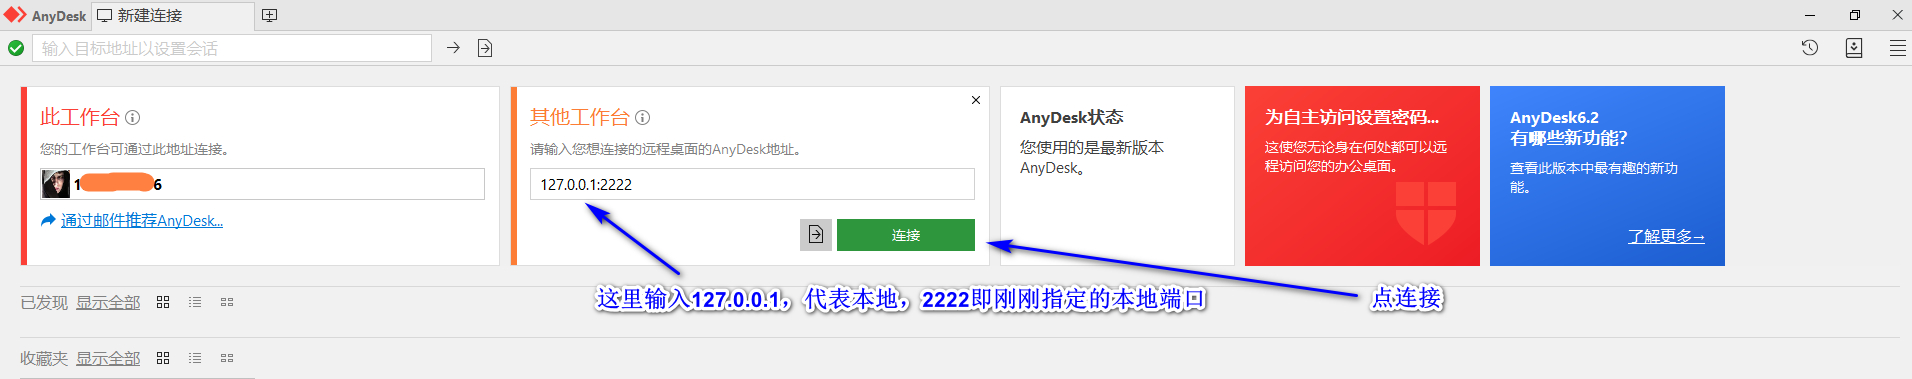 AnyDesk
新建连接
输入目标地址以设置会话
此工作台
您的工作台可通过此地址连接。
1
6
通过邮件推荐AnyDesk...
其他工作台
请输入您想连接的远程桌面的AnyDesk地址。
127.0.0.1:2222
连接
AnyDesk状态
您使用的是最新版本
AnyDesk。
为自主访问设置密码...
这使您无论身在何处都可以远
程访问您的办公桌面。
AnyDesk6.2
有哪些新功能?
查看此版本中最有趣的新功
能。
了解更多→
这里输入127.0.0.1，代表本地，2222即刚刚指定的本地端口
点连接
已发现 显示全部
收藏夹 显示全部